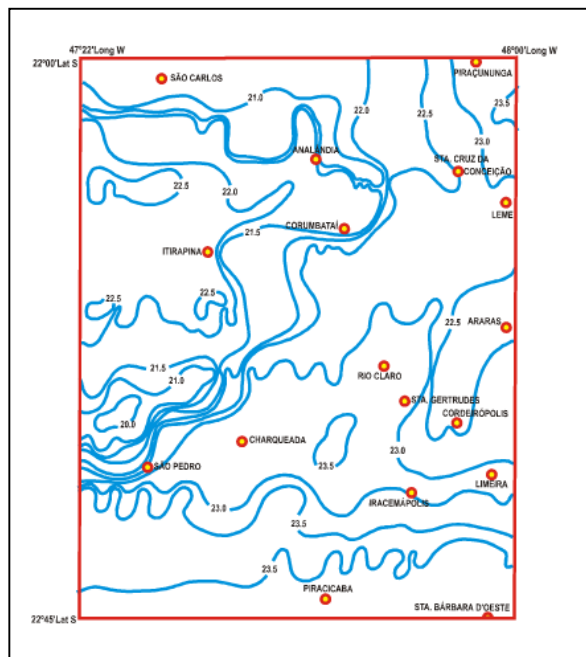 47°22'Long W
48°00'Long W
22°00'Lat S
SÃO CARLOS
PIRAÇUNUNGA
21.0
22.0
22.5
23.5
23.0
ANALÂNDIA
STA. CRUZ DA
CONCEIÇÃO
22.5
22.0
LEME
CORUMBATAÍ
21.5
ITIRAPINA
22.5
22.5
22.5
ARARAS
21.5
21.0
RIO CLARO
20.0
STA. GERTRUDES
CORDEIRÓPOLIS
CHARQUEADA
23.5
23.0
SÃO PEDRO
LIMEIRA
IRACEMÁPOLIS
23.0
23.5
23.5
PIRACICABA
STA. BÁRBARA D'OESTE
22°45'Lat S